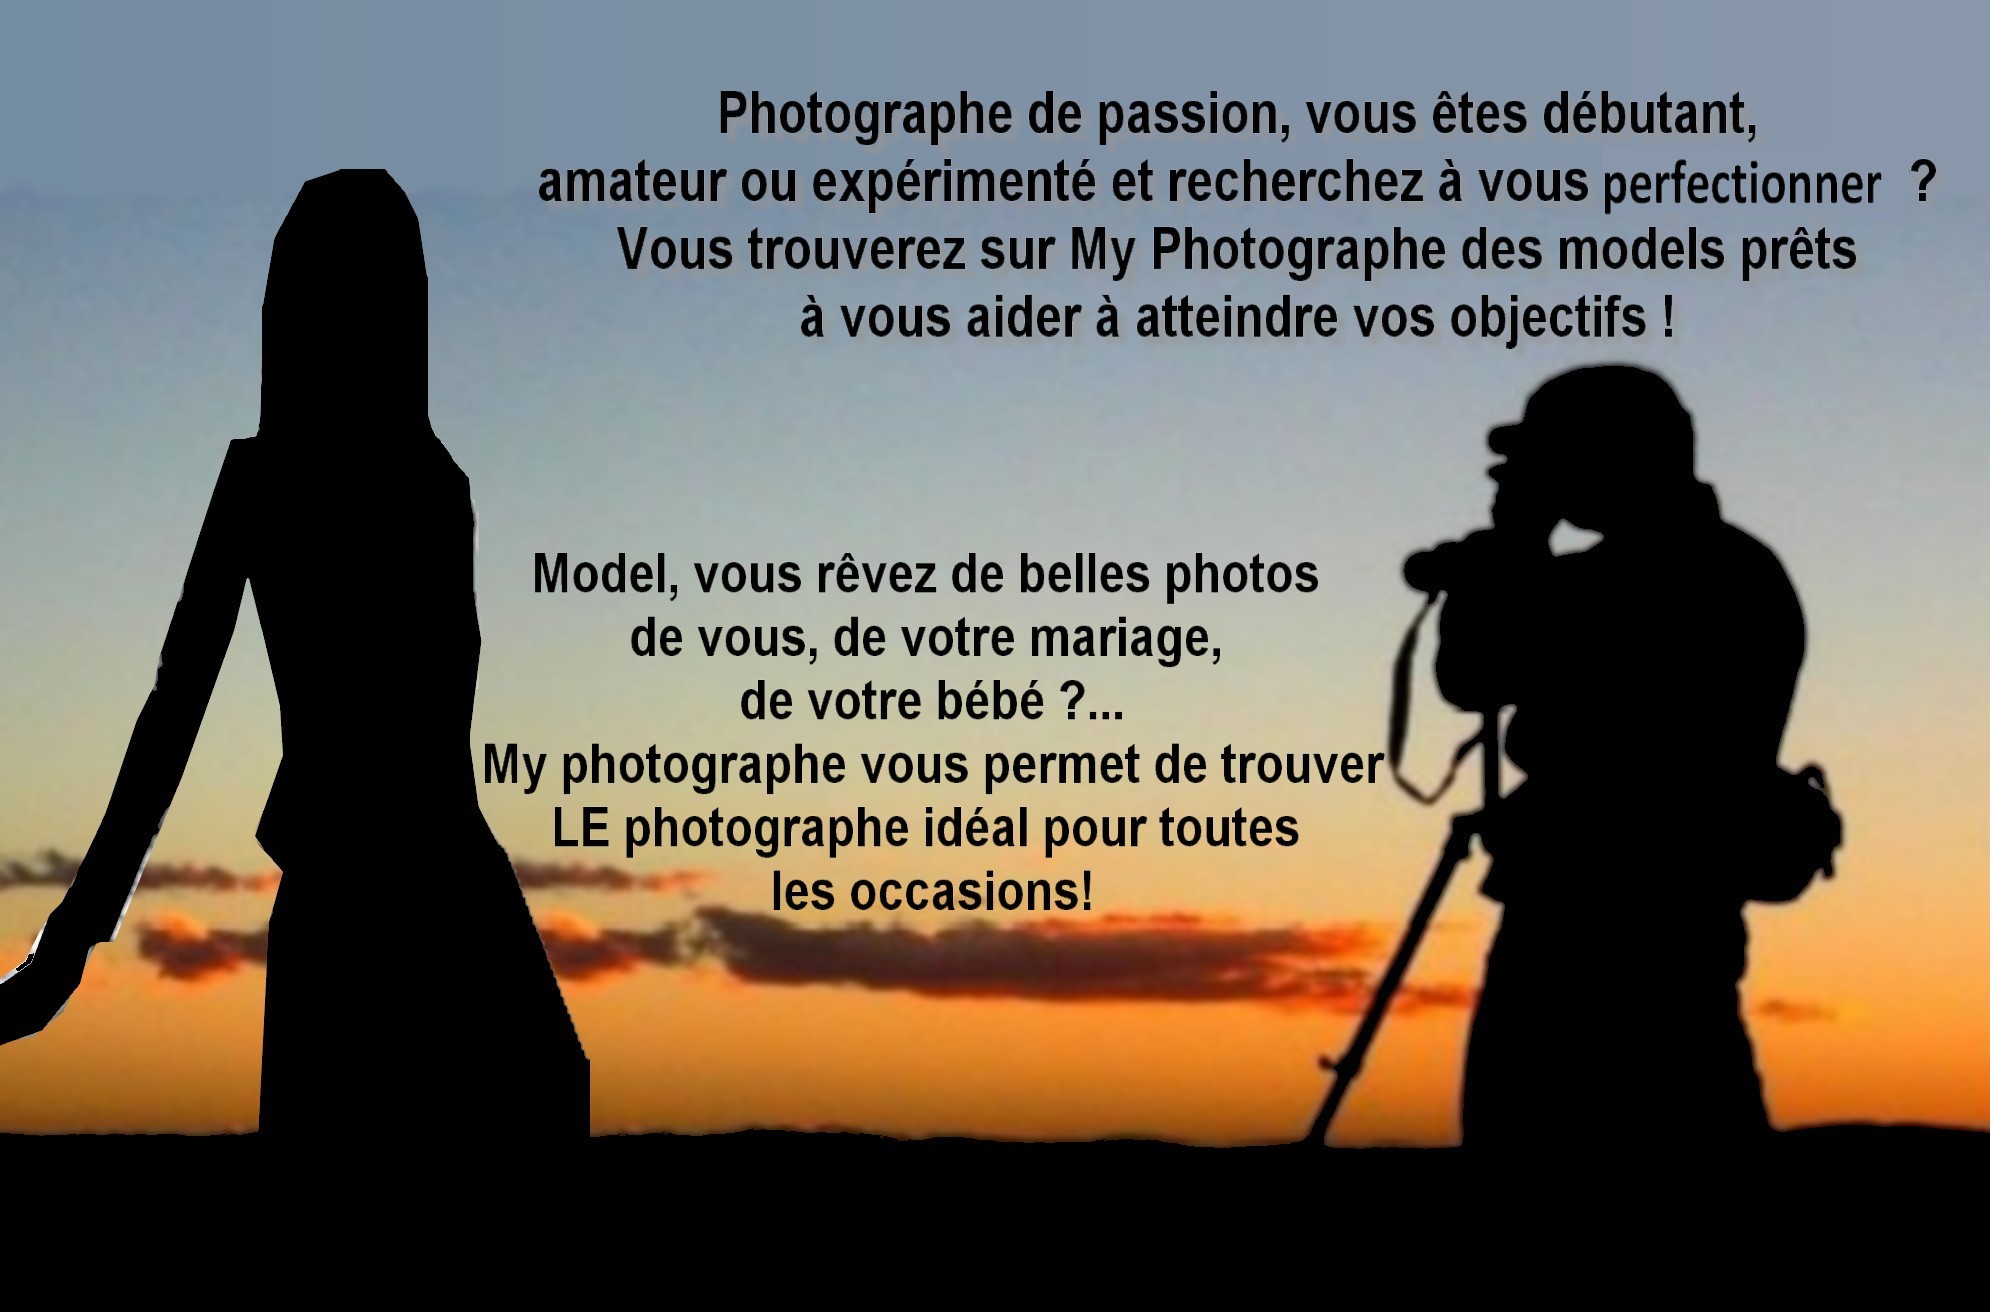 Photographe de passion, vous êtes débutant,
amateur ou expérimenté et recherchez à vous perfectionner ?
Vous trouverez sur My Photographe des models prêts
à vous aider à atteindre vos objectifs !
Model, vous rêvez de belles photos
de vous, de votre mariage,
de votre bébé ?...
My photographe vous permet de trouver
LE photographe idéal pour toutes
les occasions!